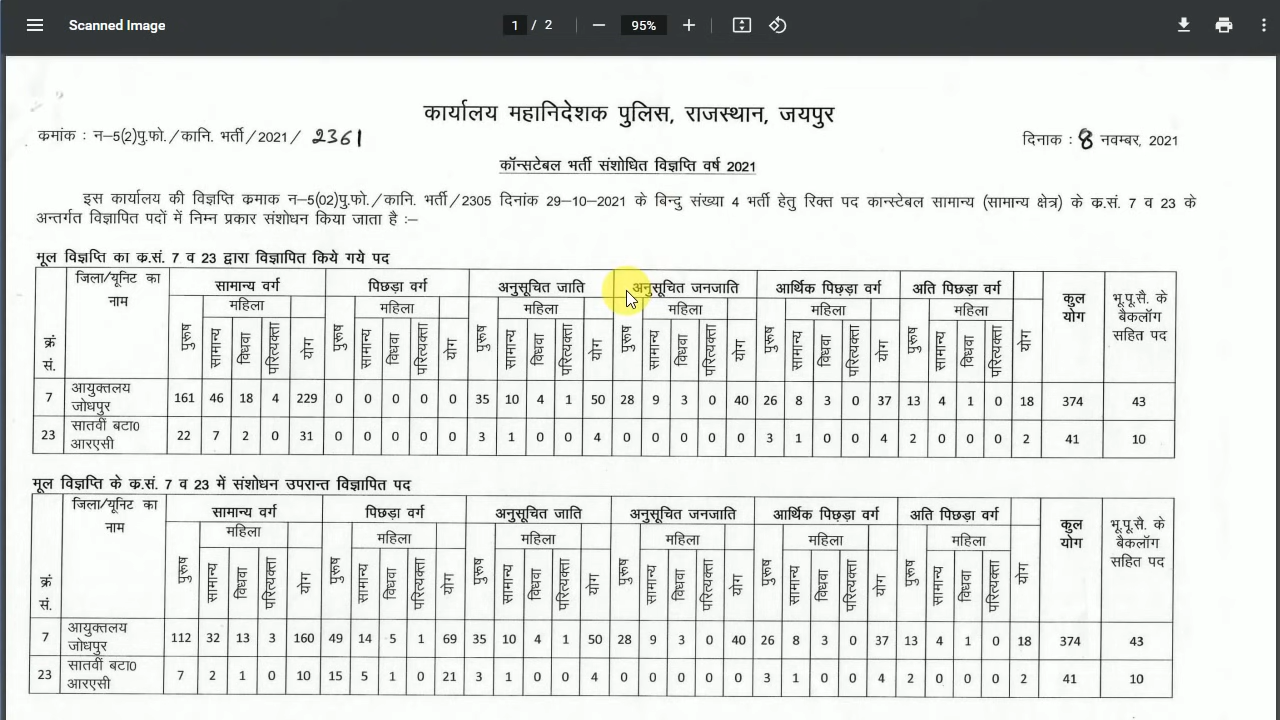 Scanned Image
1 / 2
95%
कार्यालय महानिदेशक पुलिस, राजस्थान, जयपुर
क्रमांक : न–5(2)पु.फो./कानि. भर्ती/2021/ 2361 दिनाक : 8 नवम्बर, 2021
कॉन्सटेबल भर्ती संशोधित विज्ञप्ति वर्ष 2021
इस कार्यालय की विज्ञप्ति क्रमाक न–5(02)पु.फो./कानि. भर्ती/2305 दिनांक 29–10–2021 के बिन्दु संख्या 4 भर्ती हेतु रिक्त पद कान्स्टेबल सामान्य (सामान्य क्षेत्र) के क्र.सं. 7 व 23 के
अन्तर्गत विज्ञापित पदों में निम्न प्रकार संशोधन किया जाता है :–
मूल विज्ञप्ति का क्र.सं. 7 व 23 द्वारा विज्ञापित किये गये पद
क्रं सं. जिला/यूनिट का नाम सामान्य वर्ग पिछडा वर्ग अनुसूचित जाति अनुसूचित जनजाति आर्थिक पिछड़ा वर्ग अति पिछडा वर्ग कुल योग भू.पू.सै. के बैकलॉग सहित पद
महिला महिला महिला महिला महिला महिला
पुरूष सामान्य विधवा परित्यक्ता योग पुरूष सामान्य विधवा परित्यक्ता योग पुरूष सामान्य विधवा परित्यक्ता योग पुरूष सामान्य विधवा परित्यक्ता योग पुरूष सामान्य विधवा परित्यक्ता योग पुरूष सामान्य विधवा परित्यक्ता योग
7 आयुक्तलय जोधपुर 161 46 18 4 229 0 0 0 0 0 35 10 4 1 50 28 9 3 0 40 26 8 3 0 37 13 4 1 0 18 374 43
23 सातवीं बटा0 आरएसी 22 7 2 0 31 0 0 0 0 0 3 1 0 0 4 0 0 0 0 0 3 1 0 0 4 2 0 0 0 2 41 10
मूल विज्ञप्ति के क्र.सं. 7 व 23 में संशोधन उपरान्त विज्ञापित पद
क्रं. सं. जिला/यूनिट का नाम सामान्य वर्ग पिछडा वर्ग अनुसूचित जाति अनुसूचित जनजाति आर्थिक पिछड़ा वर्ग अति पिछडा वर्ग कुल योग भू.पू.सै. के बैकलॉग सहित पद
महिला महिला महिला महिला महिला महिला
पुरूष सामान्य विधवा परित्यक्ता योग पुरूष सामान्य विधवा परित्यक्ता योग पुरूष सामान्य विधवा परित्यक्ता योग पुरूष सामान्य विधवा परित्यक्ता योग पुरूष सामान्य विधवा परित्यक्ता योग पुरूष सामान्य विधवा परित्यक्ता योग
7 आयुक्तलय जोधपुर 112 32 13 3 160 49 14 5 1 69 35 10 4 1 50 28 9 3 0 40 26 8 3 0 37 13 4 1 0 18 374 43
23 सातवीं बटा0 आरएसी 7 2 1 0 10 15 5 1 0 21 3 1 0 0 4 0 0 0 0 0 3 1 0 0 4 2 0 0 0 2 41 10